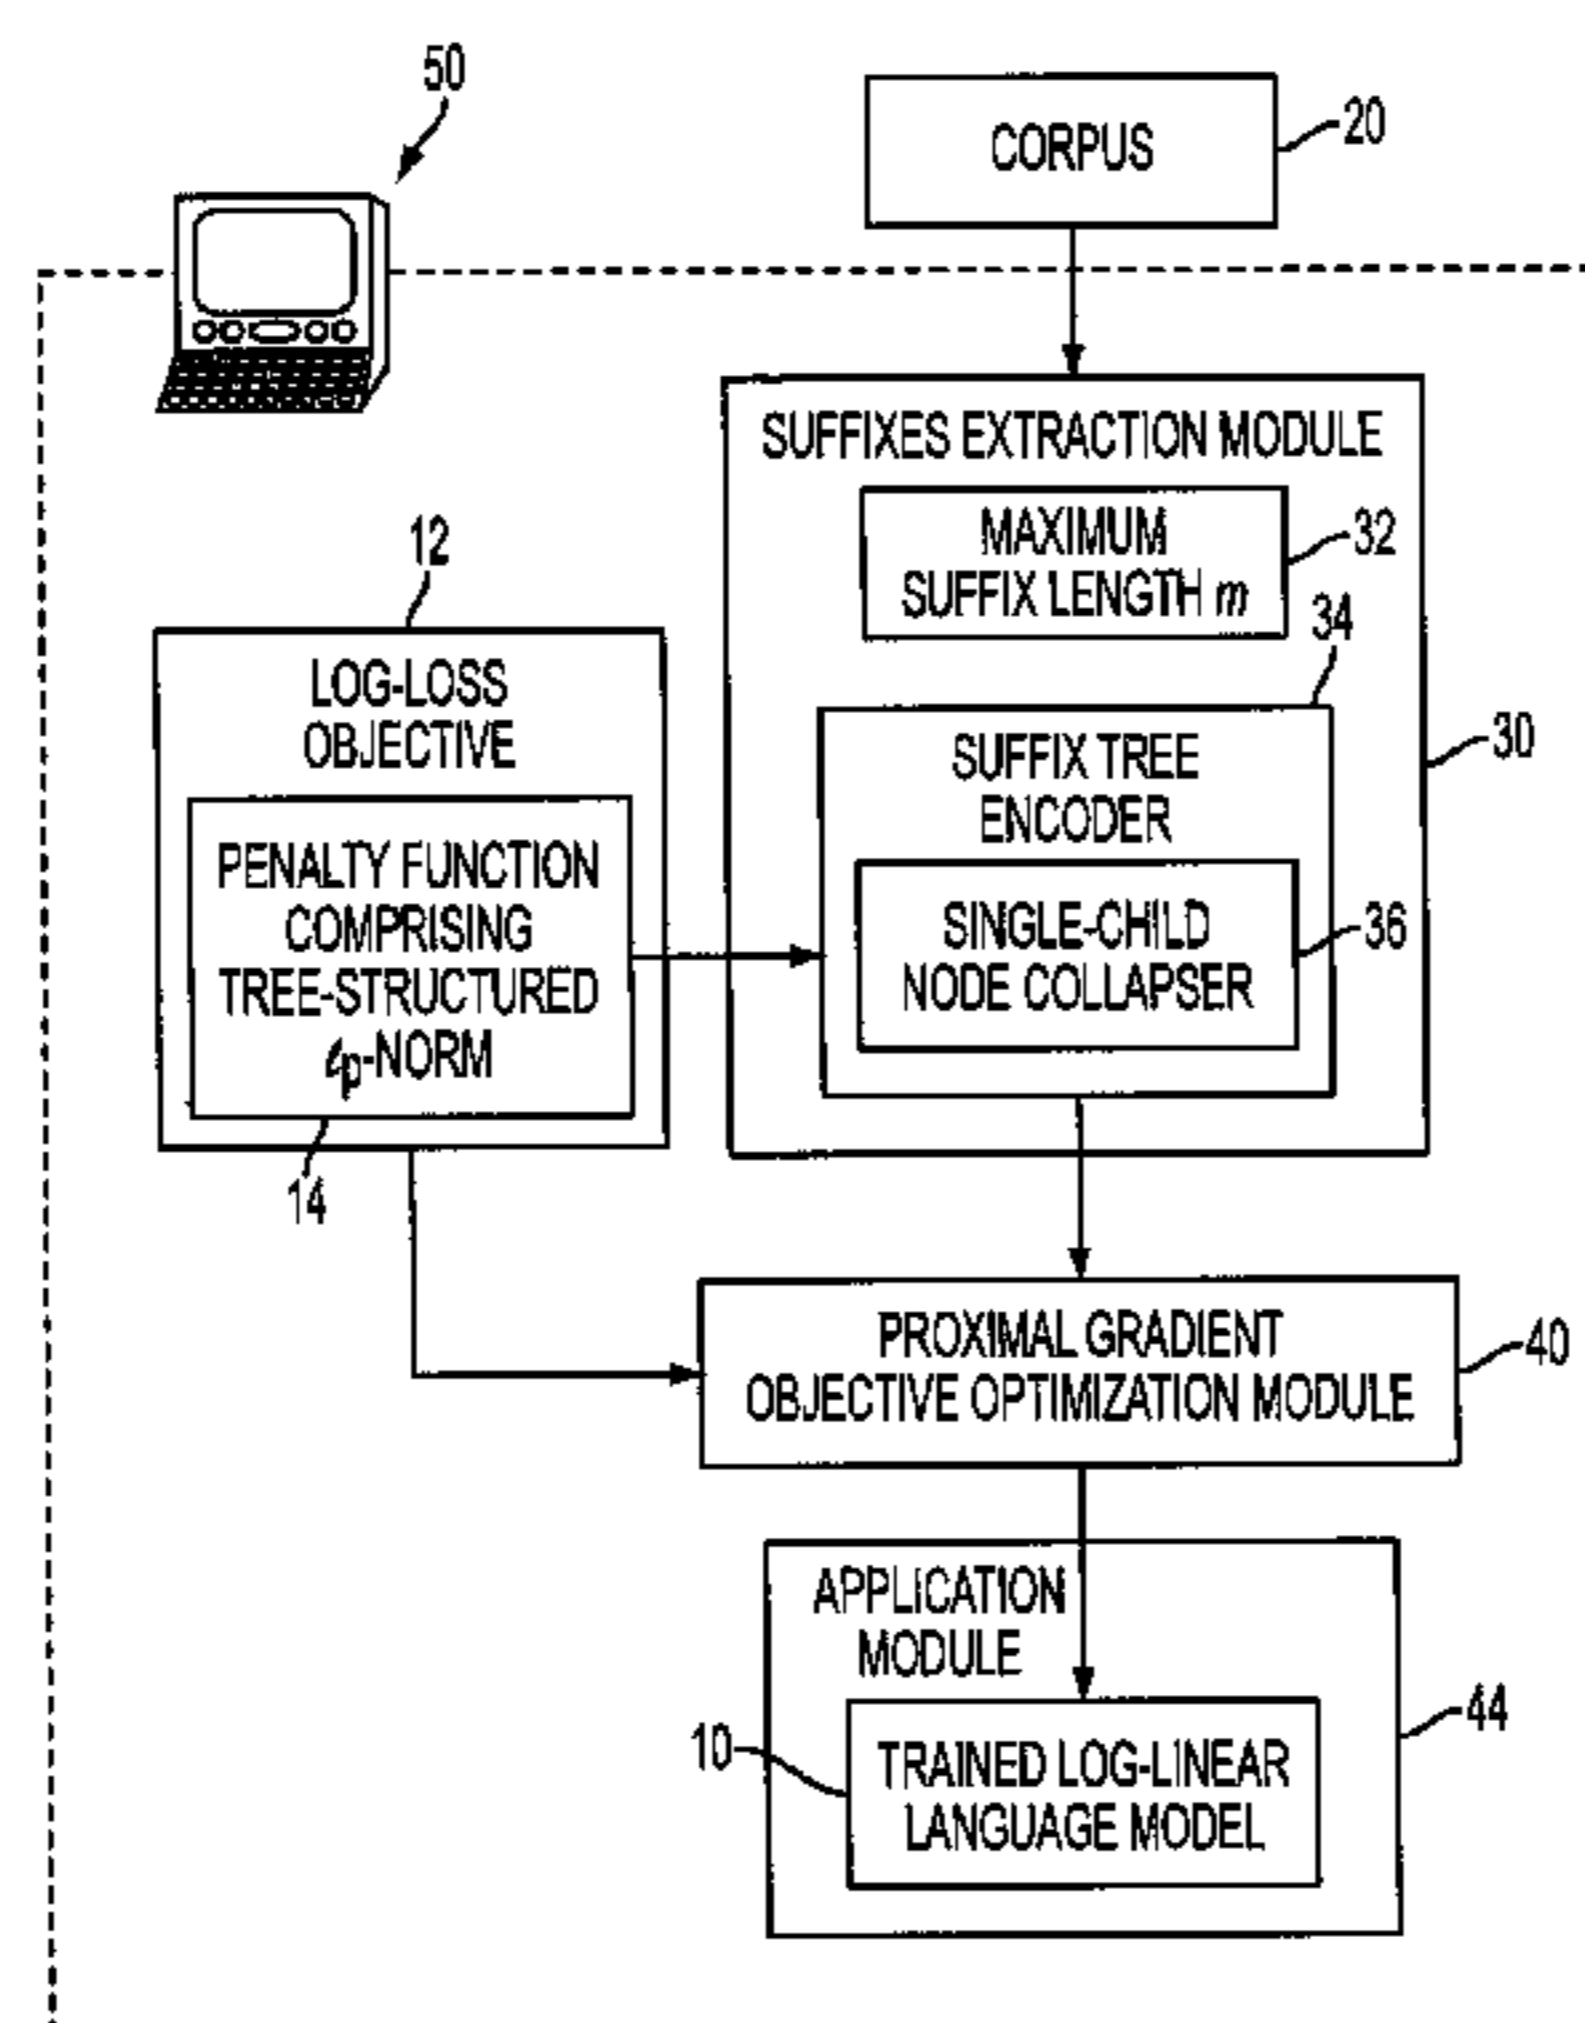 50
CORPUS
20
SUFFIXES EXTRACTION MODULE
MAXIMUM
SUFFIX LENGTH m
32
34
12
LOG-LOSS
OBJECTIVE
SUFFIX TREE
ENCODER
30
PENALTY FUNCTION
COMPRISING
TREE-STRUCTURED
ℓp-NORM
SINGLE-CHILD
NODE COLLAPSER
36
14
PROXIMAL GRADIENT
OBJECTIVE OPTIMIZATION MODULE
40
APPLICATION
MODULE
44
10
TRAINED LOG-LINEAR
LANGUAGE MODEL